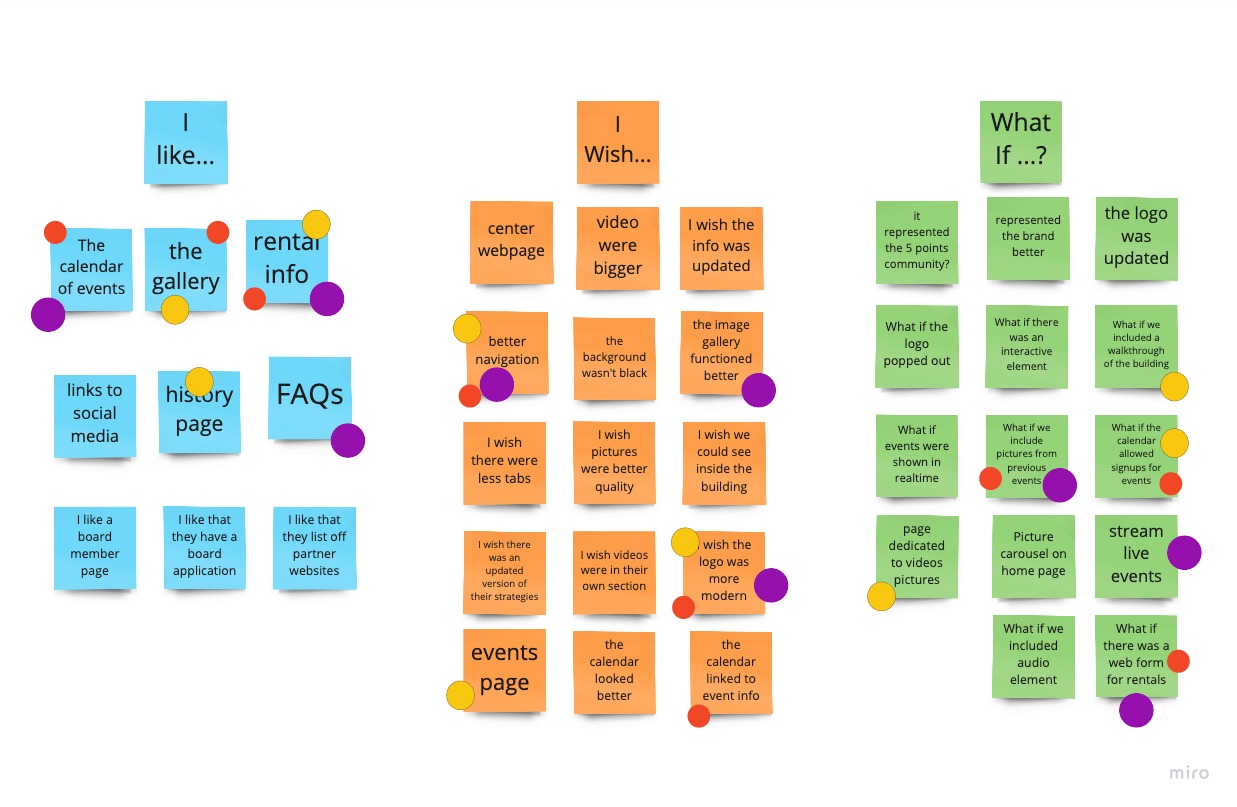 I
like...
The
calendar
of events
the
gallery
rental
info
links to
social
media
history
page
FAQs
I like a
board
member
page
I like that
they have a
board
application
I like that
they list off
partner
websites
I
Wish...
center
webpage
video
were
bigger
I wish the
info was
updated
better
navigation
the
background
wasn't black
the image
gallery
functioned
better
I wish
there were
less tabs
I wish
pictures
were better
quality
I wish we
could see
inside the
building
I wish there
was an
updated
version of
their strategies
I wish videos
were in their
own section
wish the
logo was
more
modern
events
page
the
calendar
looked
better
the
calendar
linked to
event info
What
If ...?
it
represented
the 5 points
community?
represented
the brand
better
the logo
was
updated
What if the
logo
popped out
What if there
was an
interactive
element
What if we
included a
walkthrough
of the building
What if
events were
shown in
realtime
What if we
include
pictures from
previous
events
What if the
calendar
allowed
signups for
events
page
dedicated
to videos
pictures
Picture
carousel on
home page
stream
live
events
What if we
included
audio
element
What if
there was a
web form
for rentals
miro